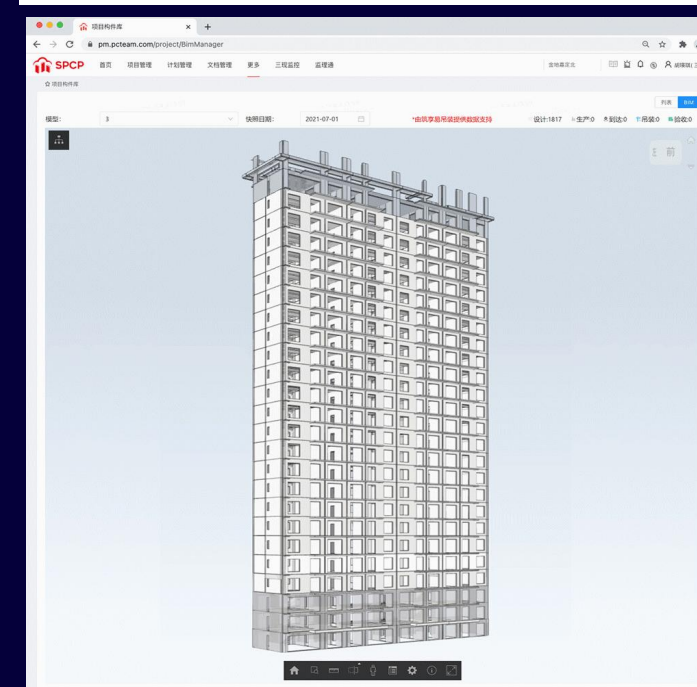 项目构件库 × +
pm.pcteam.com/project/BimManager
SPCP 首页 项目管理 计划管理 文档管理 更多 三现监控 监理通
项目构件库
列表 BIM
模型: 3 快照日期: 2021-07-01 *由筑享易吊装提供数据支持 设计:1817 生产:0 到达:0 吊装:0 验收:0
前